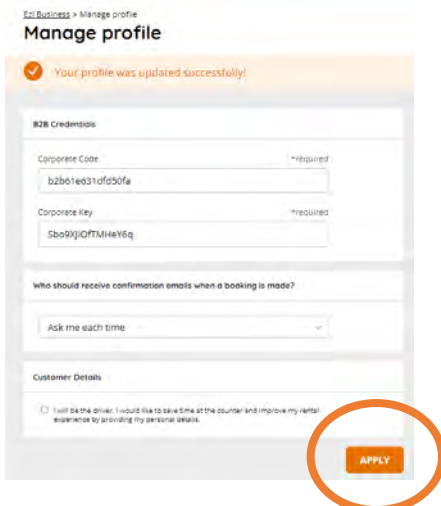 Ezi Business > Manage profile
Manage profile
Your profile was updated successfully!
B2B Credentials
Corporate Code *required
b2b61e631dfd50fa
Corporate Key *required
Sbo9XJiOfTMHeY6q
Who should receive confirmation emails when a booking is made?
Ask me each time
Customer Details
I will be the driver. I would like to save time at the counter and improve my rental
experience by providing my personal details.
APPLY